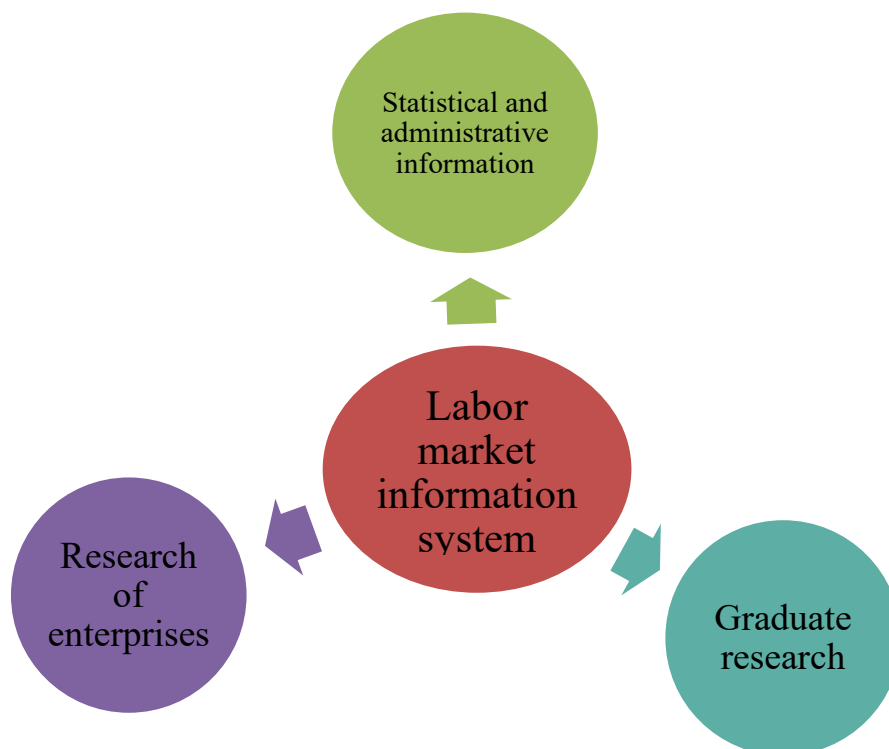 Statistical and
administrative
information
Labor
market
information
system
Research
of
enterprises
Graduate
research